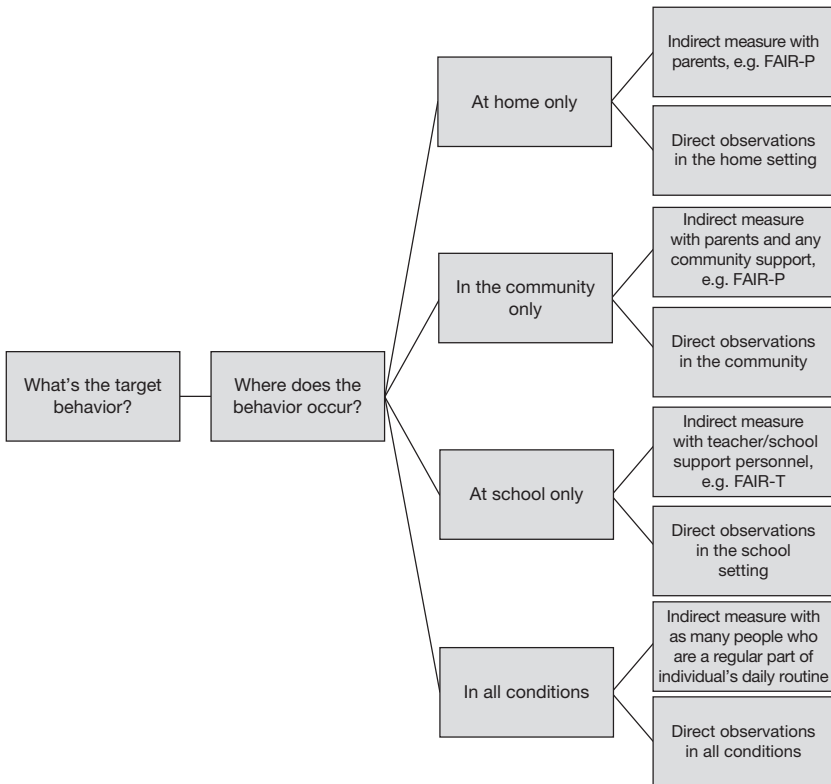 What's the target
behavior?
Where does the
behavior occur?
At home only
Indirect measure with
parents, e.g. FAIR-P
Direct observations
in the home setting
In the community
only
Indirect measure
with parents and any
community support,
e.g. FAIR-P
Direct observations
in the community
At school only
Indirect measure
with teacher/school
support personnel,
e.g. FAIR-T
Direct observations
in the school
setting
In all conditions
Indirect measure with
as many people who
are a regular part of
individual's daily routine
Direct observations
in all conditions